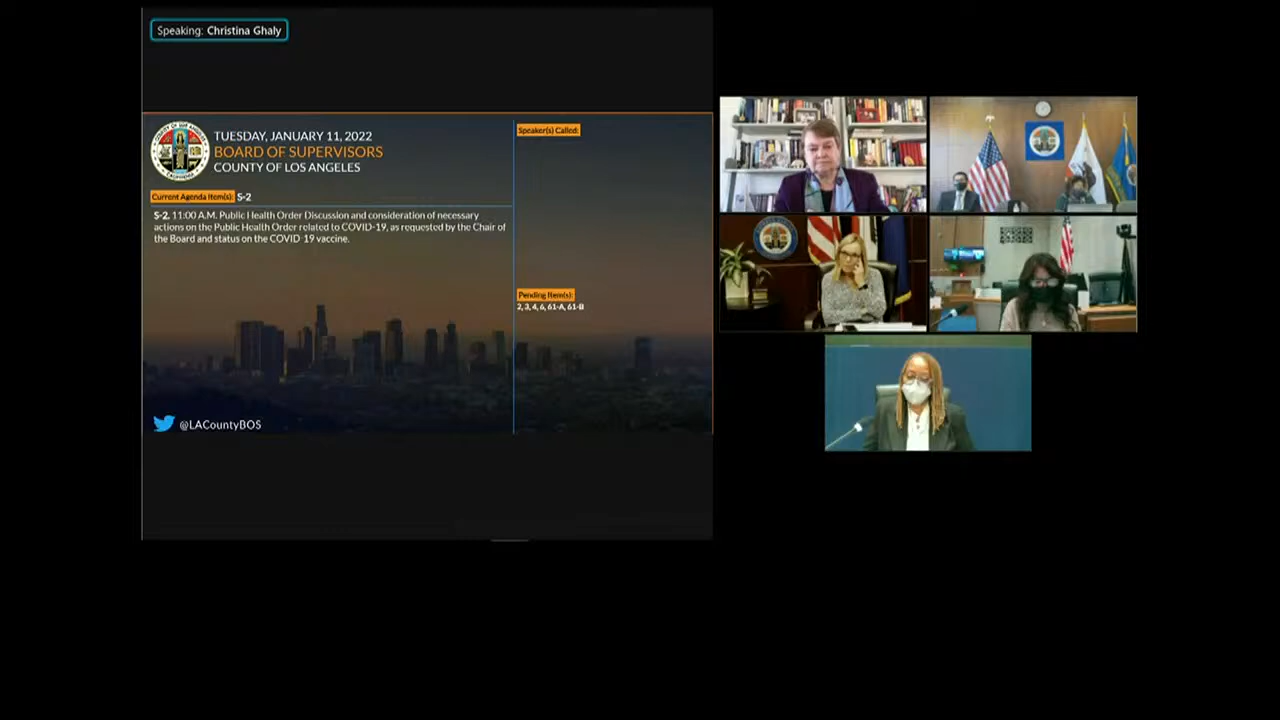 Speaking: Christina Ghaly
TUESDAY, JANUARY 11, 2022
BOARD OF SUPERVISORS
COUNTY OF LOS ANGELES
Current Agenda Item(s): S-2
S-2. 11:00 A.M. Public Health Order Discussion and consideration of necessary
actions on the Public Health Order related to COVID-19, as requested by the Chair of
the Board and status on the COVID-19 vaccine.
Speaker(s) Called:
Pending Item(s):
2, 3, 4, 6, 61-A, 61-B
@LACountyBOS